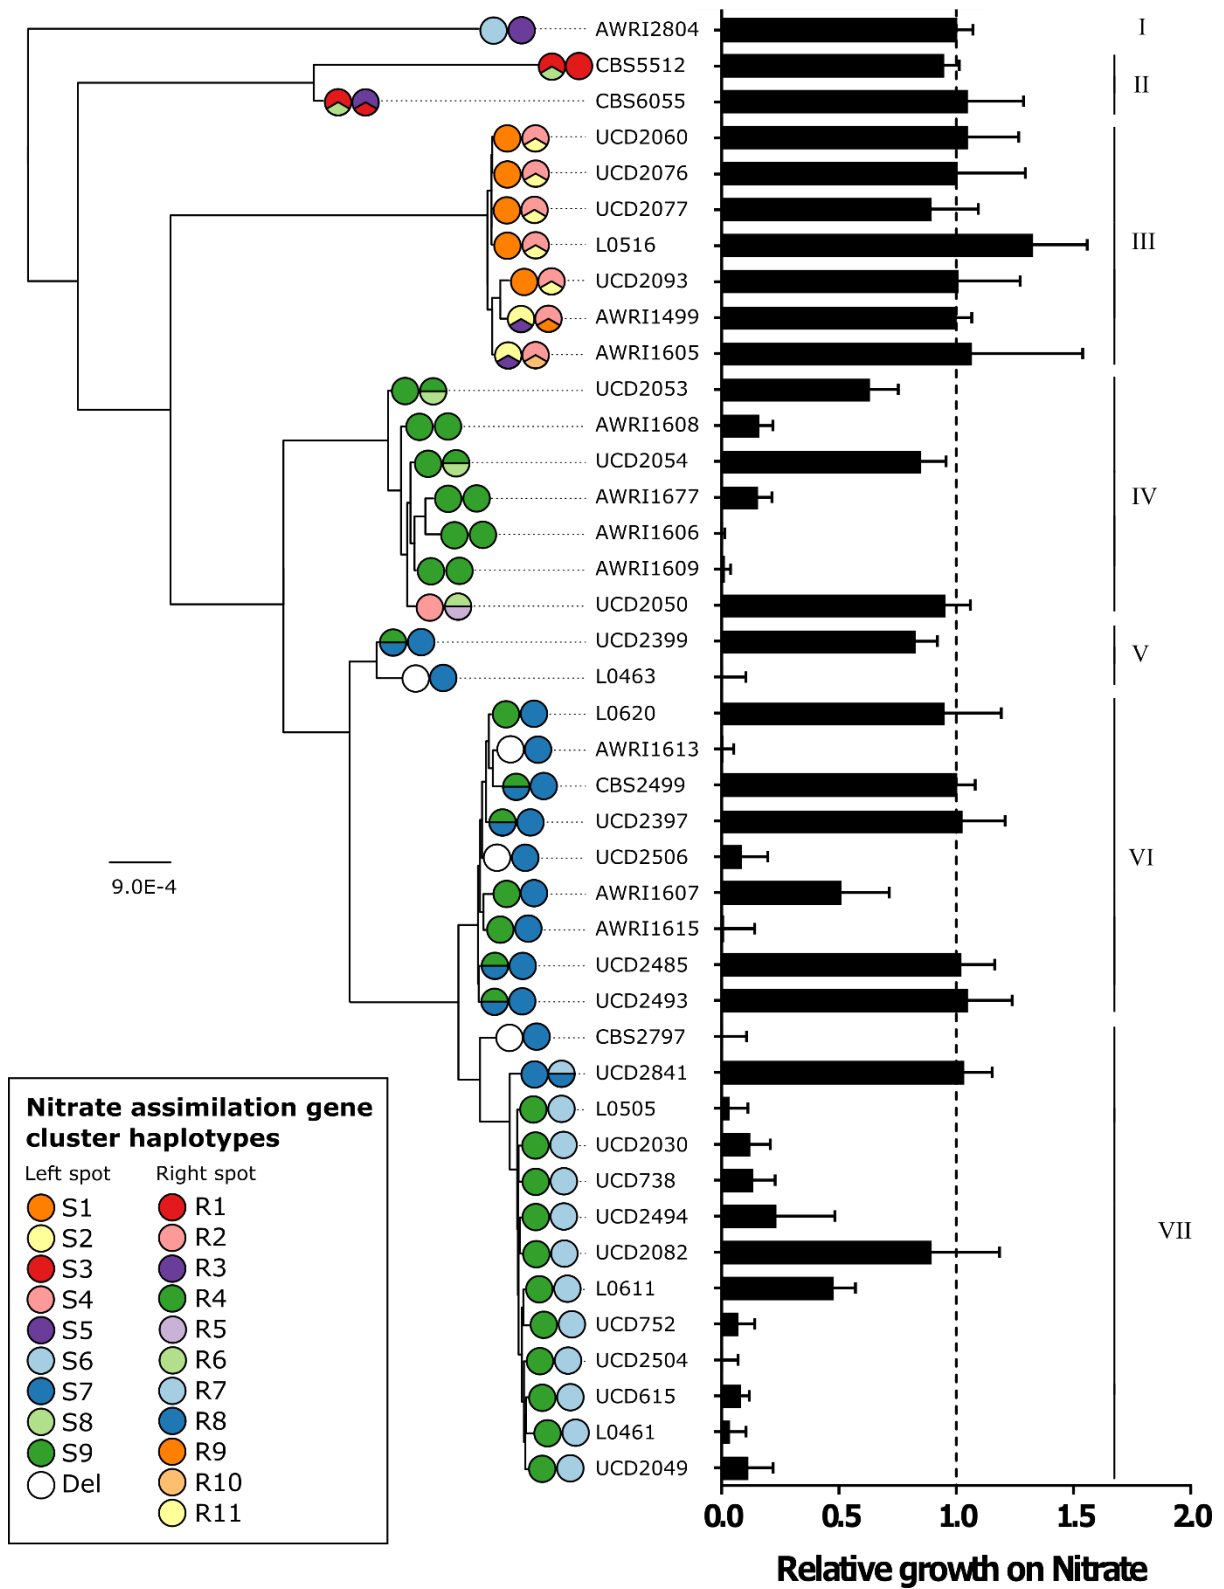 AWRI2804
I
CBS5512
II
CBS6055
UCD2060
UCD2076
UCD2077
III
L0516
UCD2093
AWRI1499
AWRI1605
UCD2053
AWRI1608
UCD2054
AWRI1677
IV
AWRI1606
AWRI1609
UCD2050
UCD2399
V
L0463
L0620
AWRI1613
CBS2499
UCD2397
UCD2506
VI
9.0E-4
AWRI1607
AWRI1615
UCD2485
UCD2493
CBS2797
UCD2841
L0505
UCD2030
UCD738
UCD2494
VII
UCD2082
L0611
UCD752
UCD2504
UCD615
L0461
UCD2049
Nitrate assimilation gene
cluster haplotypes
Left spot Right spot
S1 R1
S2 R2
S3 R3
S4 R4
S5 R5
S6 R6
S7 R7
S8 R8
S9 R9
Del R10
R11
0.0 0.5 1.0 1.5 2.0
Relative growth on Nitrate